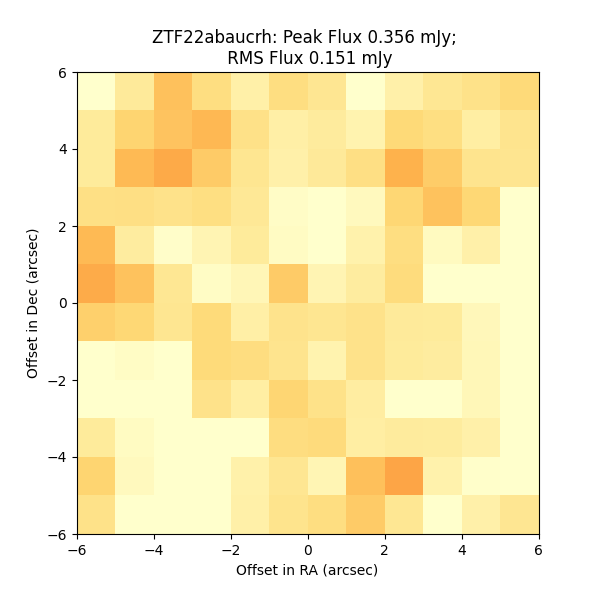 ZTF22abaucrh: Peak Flux 0.356 mJy;
RMS Flux 0.151 mJy
6
4
2
0
−2
−4
−6
Offset in Dec (arcsec)
−6 −4 −2 0 2 4 6
Offset in RA (arcsec)